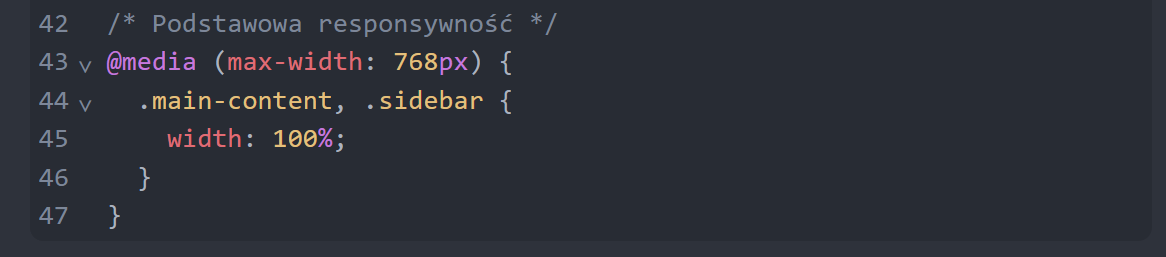 42 /* Podstawowa responsywność */
43 @media (max-width: 768px) {
44 .main-content, .sidebar {
45 width: 100%;
46 }
47 }